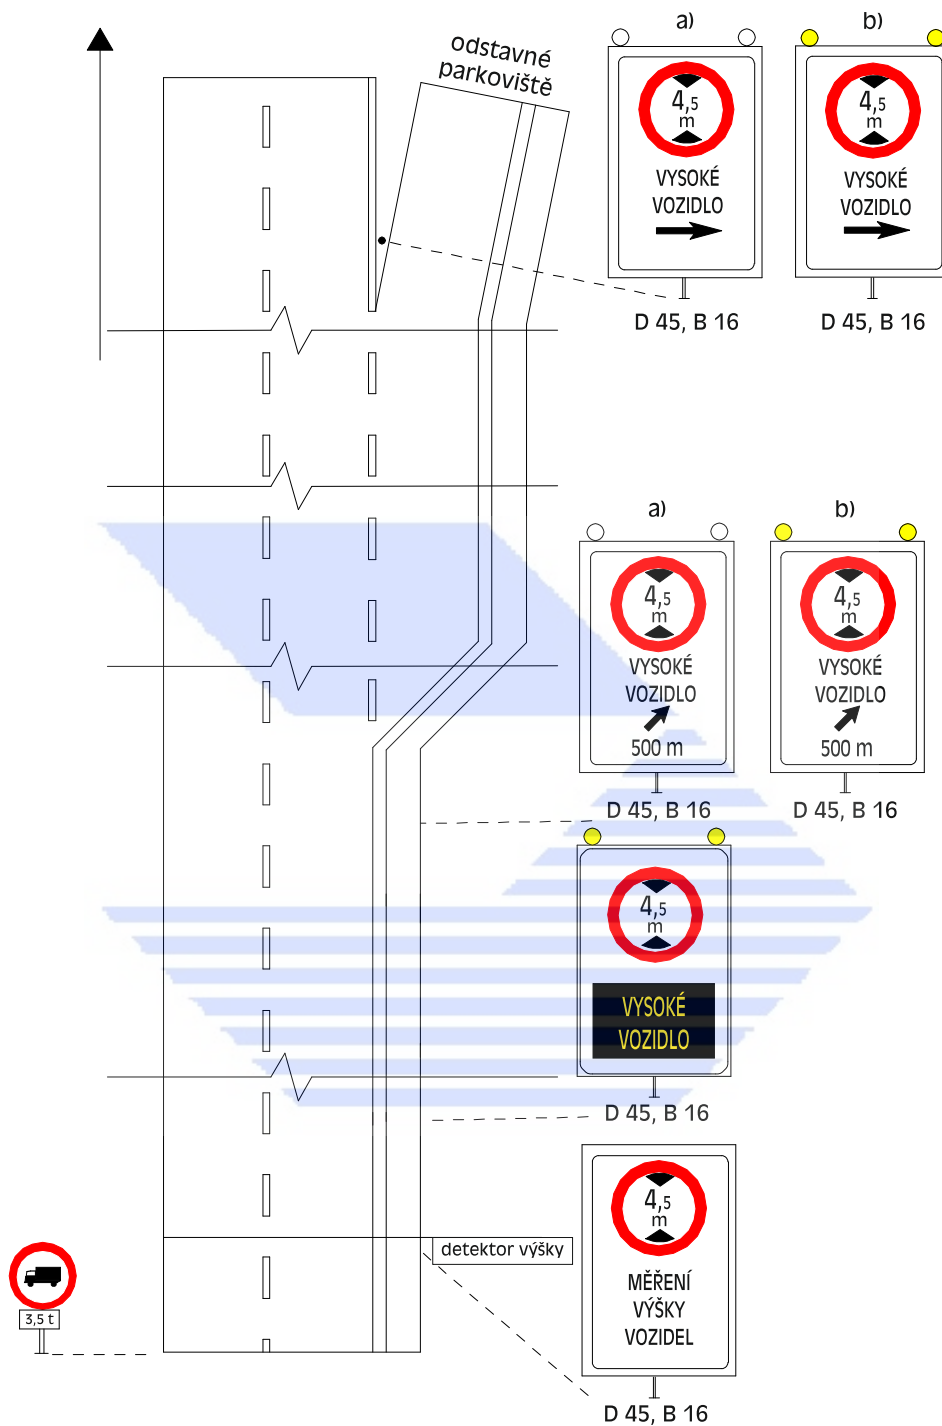 odstavné
parkoviště
a)
4,5
m
VYSOKÉ
VOZIDLO
D 45, B 16
b)
4,5
m
VYSOKÉ
VOZIDLO
D 45, B 16
a)
4,5
m
VYSOKÉ
VOZIDLO
500 m
D 45, B 16
b)
4,5
m
VYSOKÉ
VOZIDLO
500 m
D 45, B 16
4,5
m
VYSOKÉ
VOZIDLO
D 45, B 16
detektor výšky
4,5
m
MĚŘENÍ
VÝŠKY
VOZIDEL
D 45, B 16
3,5 t